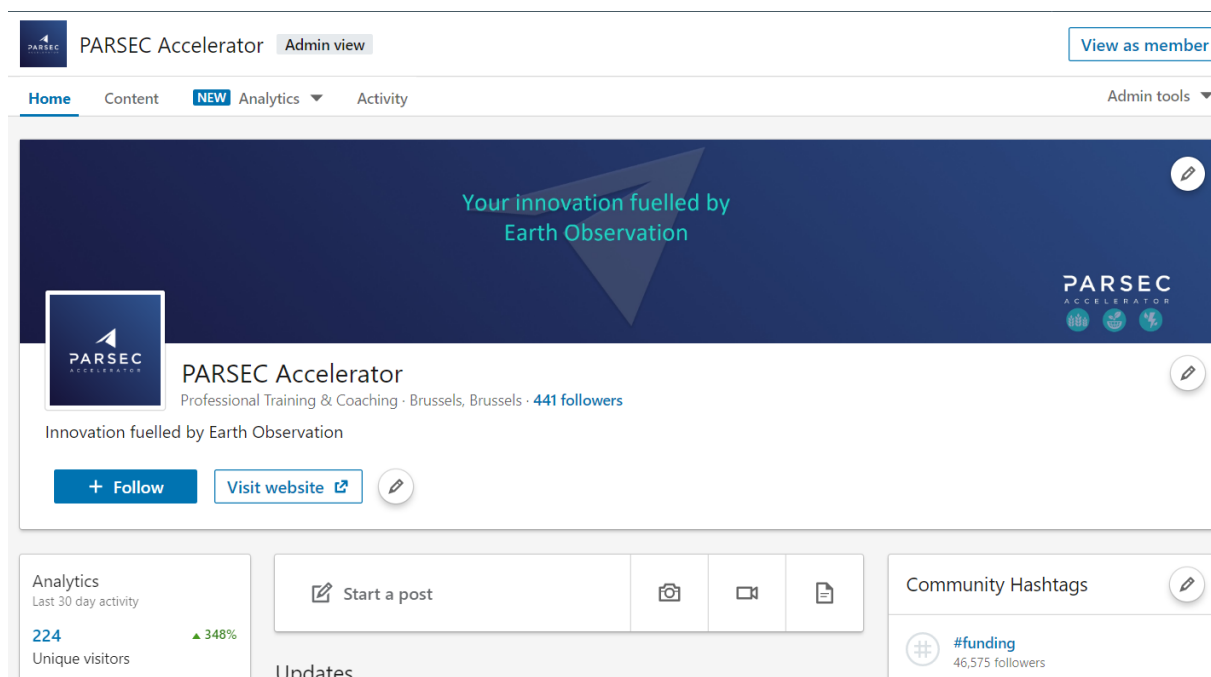 PARSEC
ACCELERATOR
PARSEC Accelerator
Admin view
View as member
Home
Content
NEW Analytics
Activity
Admin tools
Your innovation fuelled by
Earth Observation
PARSEC
ACCELERATOR
PARSEC
ACCELERATOR
PARSEC Accelerator
Professional Training & Coaching · Brussels, Brussels · 441 followers
Innovation fuelled by Earth Observation
+ Follow
Visit website
Analytics
Last 30 day activity
224
348%
Unique visitors
Start a post
Updates
Community Hashtags
#funding
46,575 followers